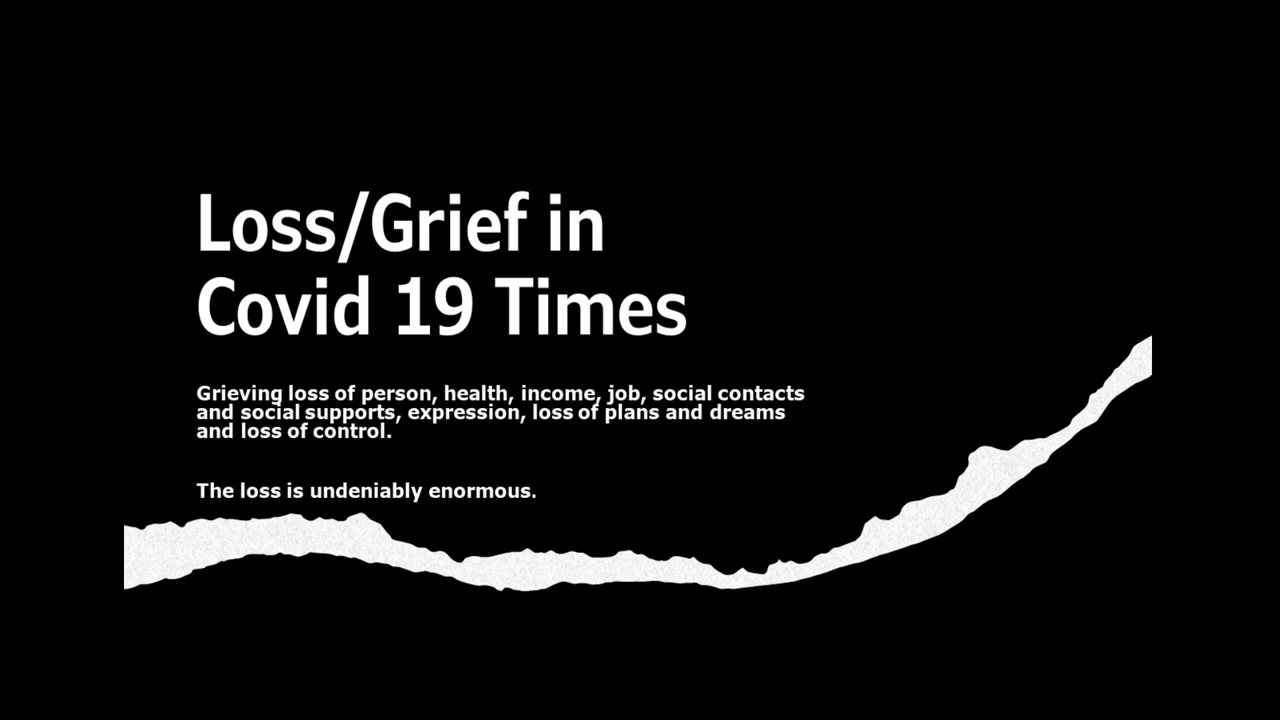 Loss/Grief in
Covid 19 Times
Grieving loss of person, health, income, job, social contacts
and social supports, expression, loss of plans and dreams
and loss of control.
The loss is undeniably enormous.